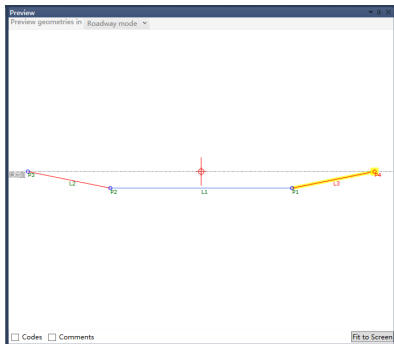 Preview
Preview geometries in Roadway mode
P3 P4
L2 L3
P2 L1 P1
Codes Comments Fit to Screen